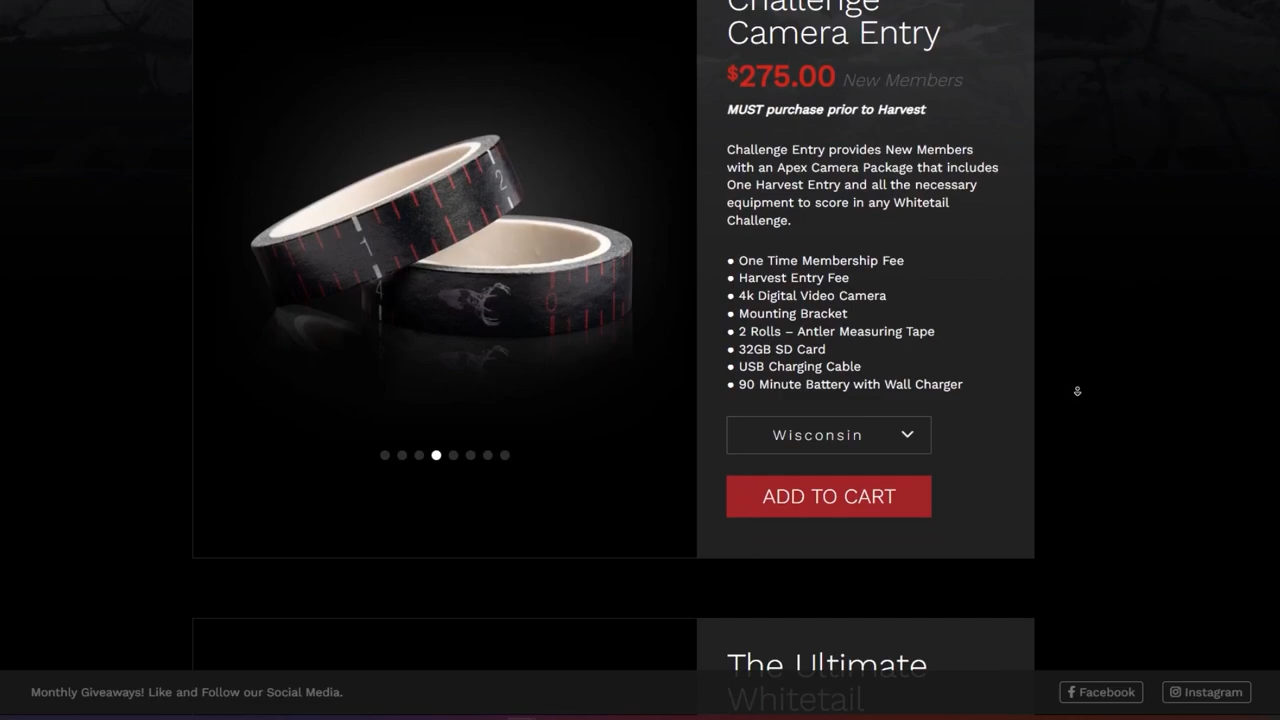 Challenge
Camera Entry
$275.00 New Members
MUST purchase prior to Harvest
Challenge Entry provides New Members
with an Apex Camera Package that includes
One Harvest Entry and all the necessary
equipment to score in any Whitetail
Challenge.
● One Time Membership Fee
● Harvest Entry Fee
● 4k Digital Video Camera
● Mounting Bracket
● 2 Rolls – Antler Measuring Tape
● 32GB SD Card
● USB Charging Cable
● 90 Minute Battery with Wall Charger
Wisconsin
ADD TO CART
1
2
4
0
The Ultimate
Whitetail
Monthly Giveaways! Like and Follow our Social Media.
Facebook
Instagram